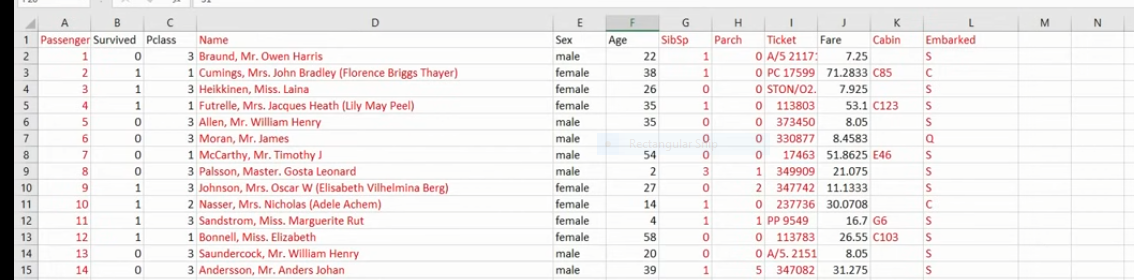 A B C D E F G H I J K L M N
1 Passenger Survived Pclass Name Sex Age SibSp Parch Ticket Fare Cabin Embarked
2 1 0 3 Braund, Mr. Owen Harris male 22 1 0 A/5 2117: 7.25 S
3 2 1 1 Cumings, Mrs. John Bradley (Florence Briggs Thayer) female 38 1 0 PC 17599 71.2833 C85 C
4 3 1 3 Heikkinen, Miss. Laina female 26 0 0 STON/O2. 7.925 S
5 4 1 1 Futrelle, Mrs. Jacques Heath (Lily May Peel) female 35 1 0 113803 53.1 C123 S
6 5 0 3 Allen, Mr. William Henry male 35 0 0 373450 8.05 S
7 6 0 3 Moran, Mr. James male 0 0 330877 8.4583 Q
Rectangular Snip
8 7 0 1 McCarthy, Mr. Timothy J male 54 0 0 17463 51.8625 E46 S
9 8 0 3 Palsson, Master. Gosta Leonard male 2 3 1 349909 21.075 S
10 9 1 3 Johnson, Mrs. Oscar W (Elisabeth Vilhelmina Berg) female 27 0 2 347742 11.1333 S
11 10 1 2 Nasser, Mrs. Nicholas (Adele Achem) female 14 1 0 237736 30.0708 C
12 11 1 3 Sandstrom, Miss. Marguerite Rut female 4 1 1 PP 9549 16.7 G6 S
13 12 1 1 Bonnell, Miss. Elizabeth female 58 0 0 113783 26.55 C103 S
14 13 0 3 Saundercock, Mr. William Henry male 20 0 0 A/5. 2151 8.05 S
15 14 0 3 Andersson, Mr. Anders Johan male 39 1 5 347082 31.275 S